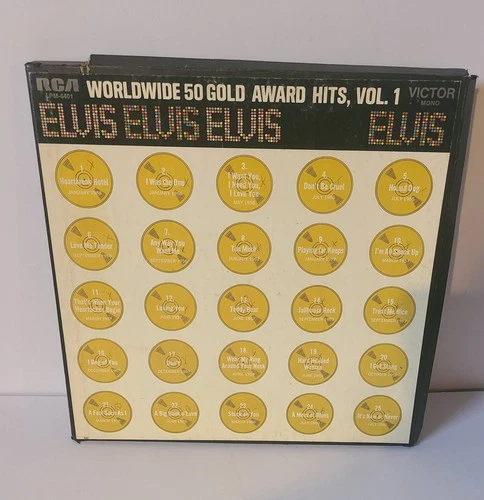 RCA
LPM-6401
WORLDWIDE 50 GOLD AWARD HITS, VOL. 1
VICTOR
MONO
ELVIS ELVIS ELVIS
ELVIS
1.
Heartbreak Hotel
2.
I Was the One
3.
I Want You,
I Need You,
I Love You
MAY 1956
4.
Don't Be Cruel
JULY 1956
5.
Hound Dog
JULY 1956
6.
Love Me Tender
7.
Any Way You
Want Me
8.
Too Much
9.
Playing for Keeps
10.
I'm All Shook Up
11.
That's When Your
Heartaches Begin
12.
Loving You
13.
Teddy Bear
14.
Jailhouse Rock
15.
Treat Me Nice
16.
I Beg of You
17.
Don't
18.
Wear My Ring
Around Your Neck
19.
Hard Headed
Woman
20.
I Got Stung
21.
A Fool Such As I
22.
A Big Hunk o' Love
23.
Stuck on You
24.
A Mess of Blues
25.
It's Now or Never